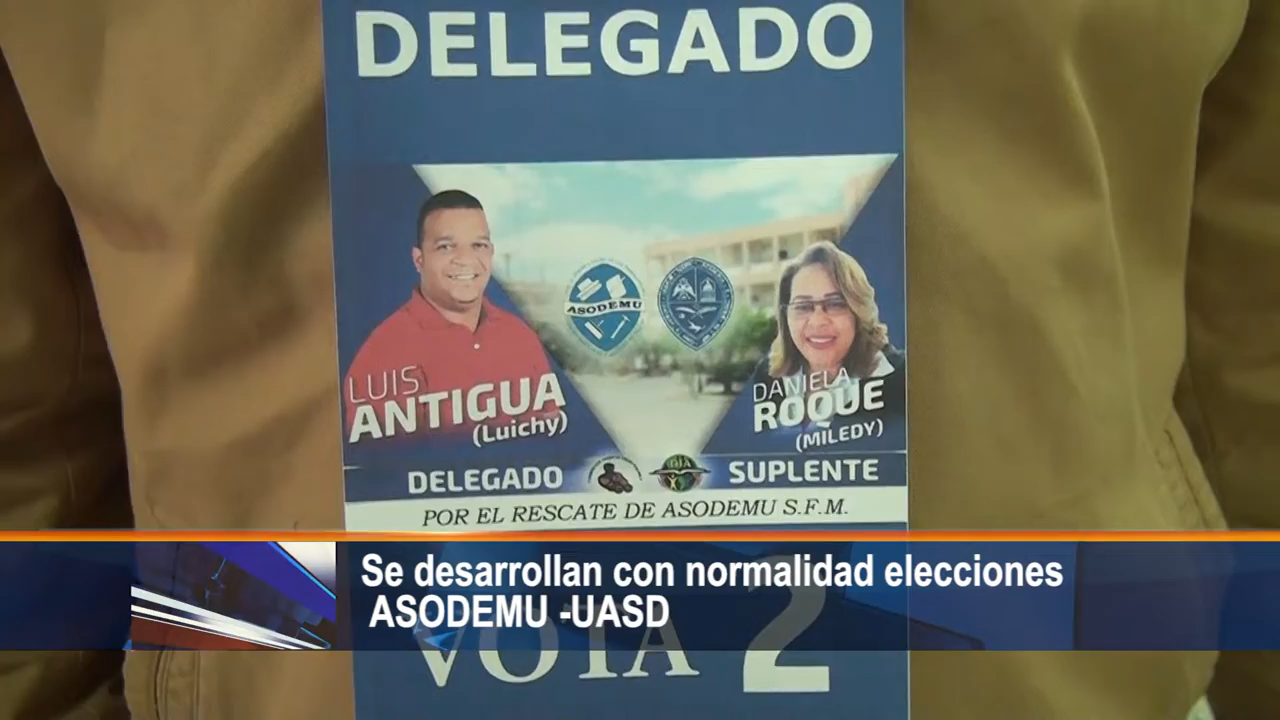 DELEGADO
ASODEMU
LUIS
ANTIGUA
(Luichy)
DANIELA
ROQUE
(MILEDY)
DELEGADO
SUPLENTE
POR EL RESCATE DE ASODEMU S.F.M.
Se desarrollan con normalidad elecciones
ASODEMU -UASD
VOTA 2